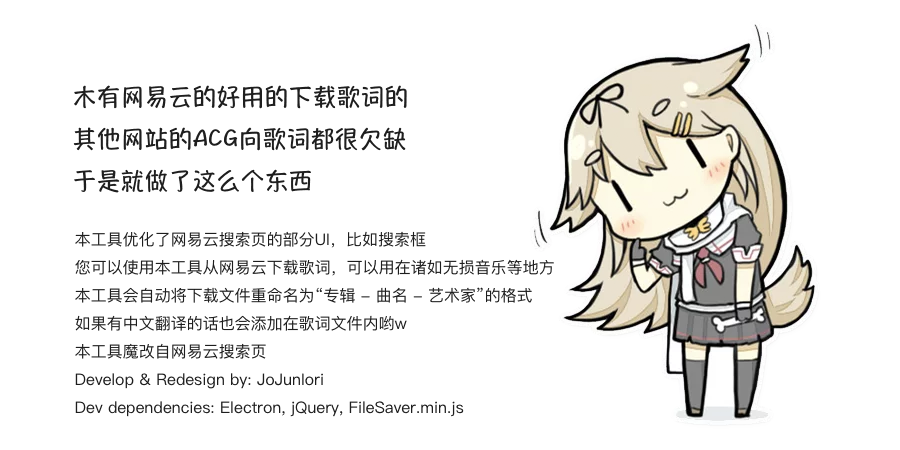 木有网易云的好用的下载歌词的
其他网站的ACG向歌词都很欠缺
于是就做了这么个东西
本工具优化了网易云搜索页的部分UI，比如搜索框
您可以使用本工具从网易云下载歌词，可以用在诸如无损音乐等地方
本工具会自动将下载文件重命名为“专辑 – 曲名 – 艺术家”的格式
如果有中文翻译的话也会添加在歌词文件内哟w
本工具魔改自网易云搜索页
Develop & Redesign by: JoJunIori
Dev dependencies: Electron, jQuery, FileSaver.min.js